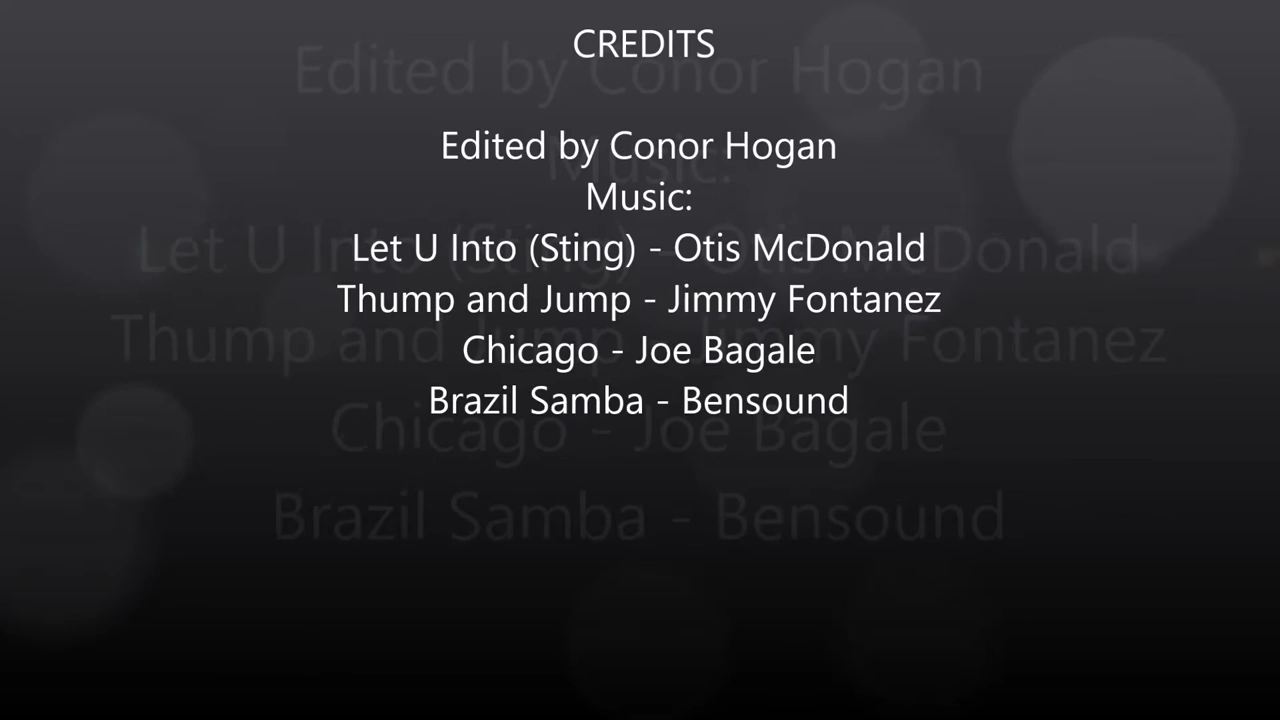 CREDITS
Edited by Conor Hogan
Music:
Let U Into (Sting) - Otis McDonald
Thump and Jump - Jimmy Fontanez
Chicago - Joe Bagale
Brazil Samba - Bensound